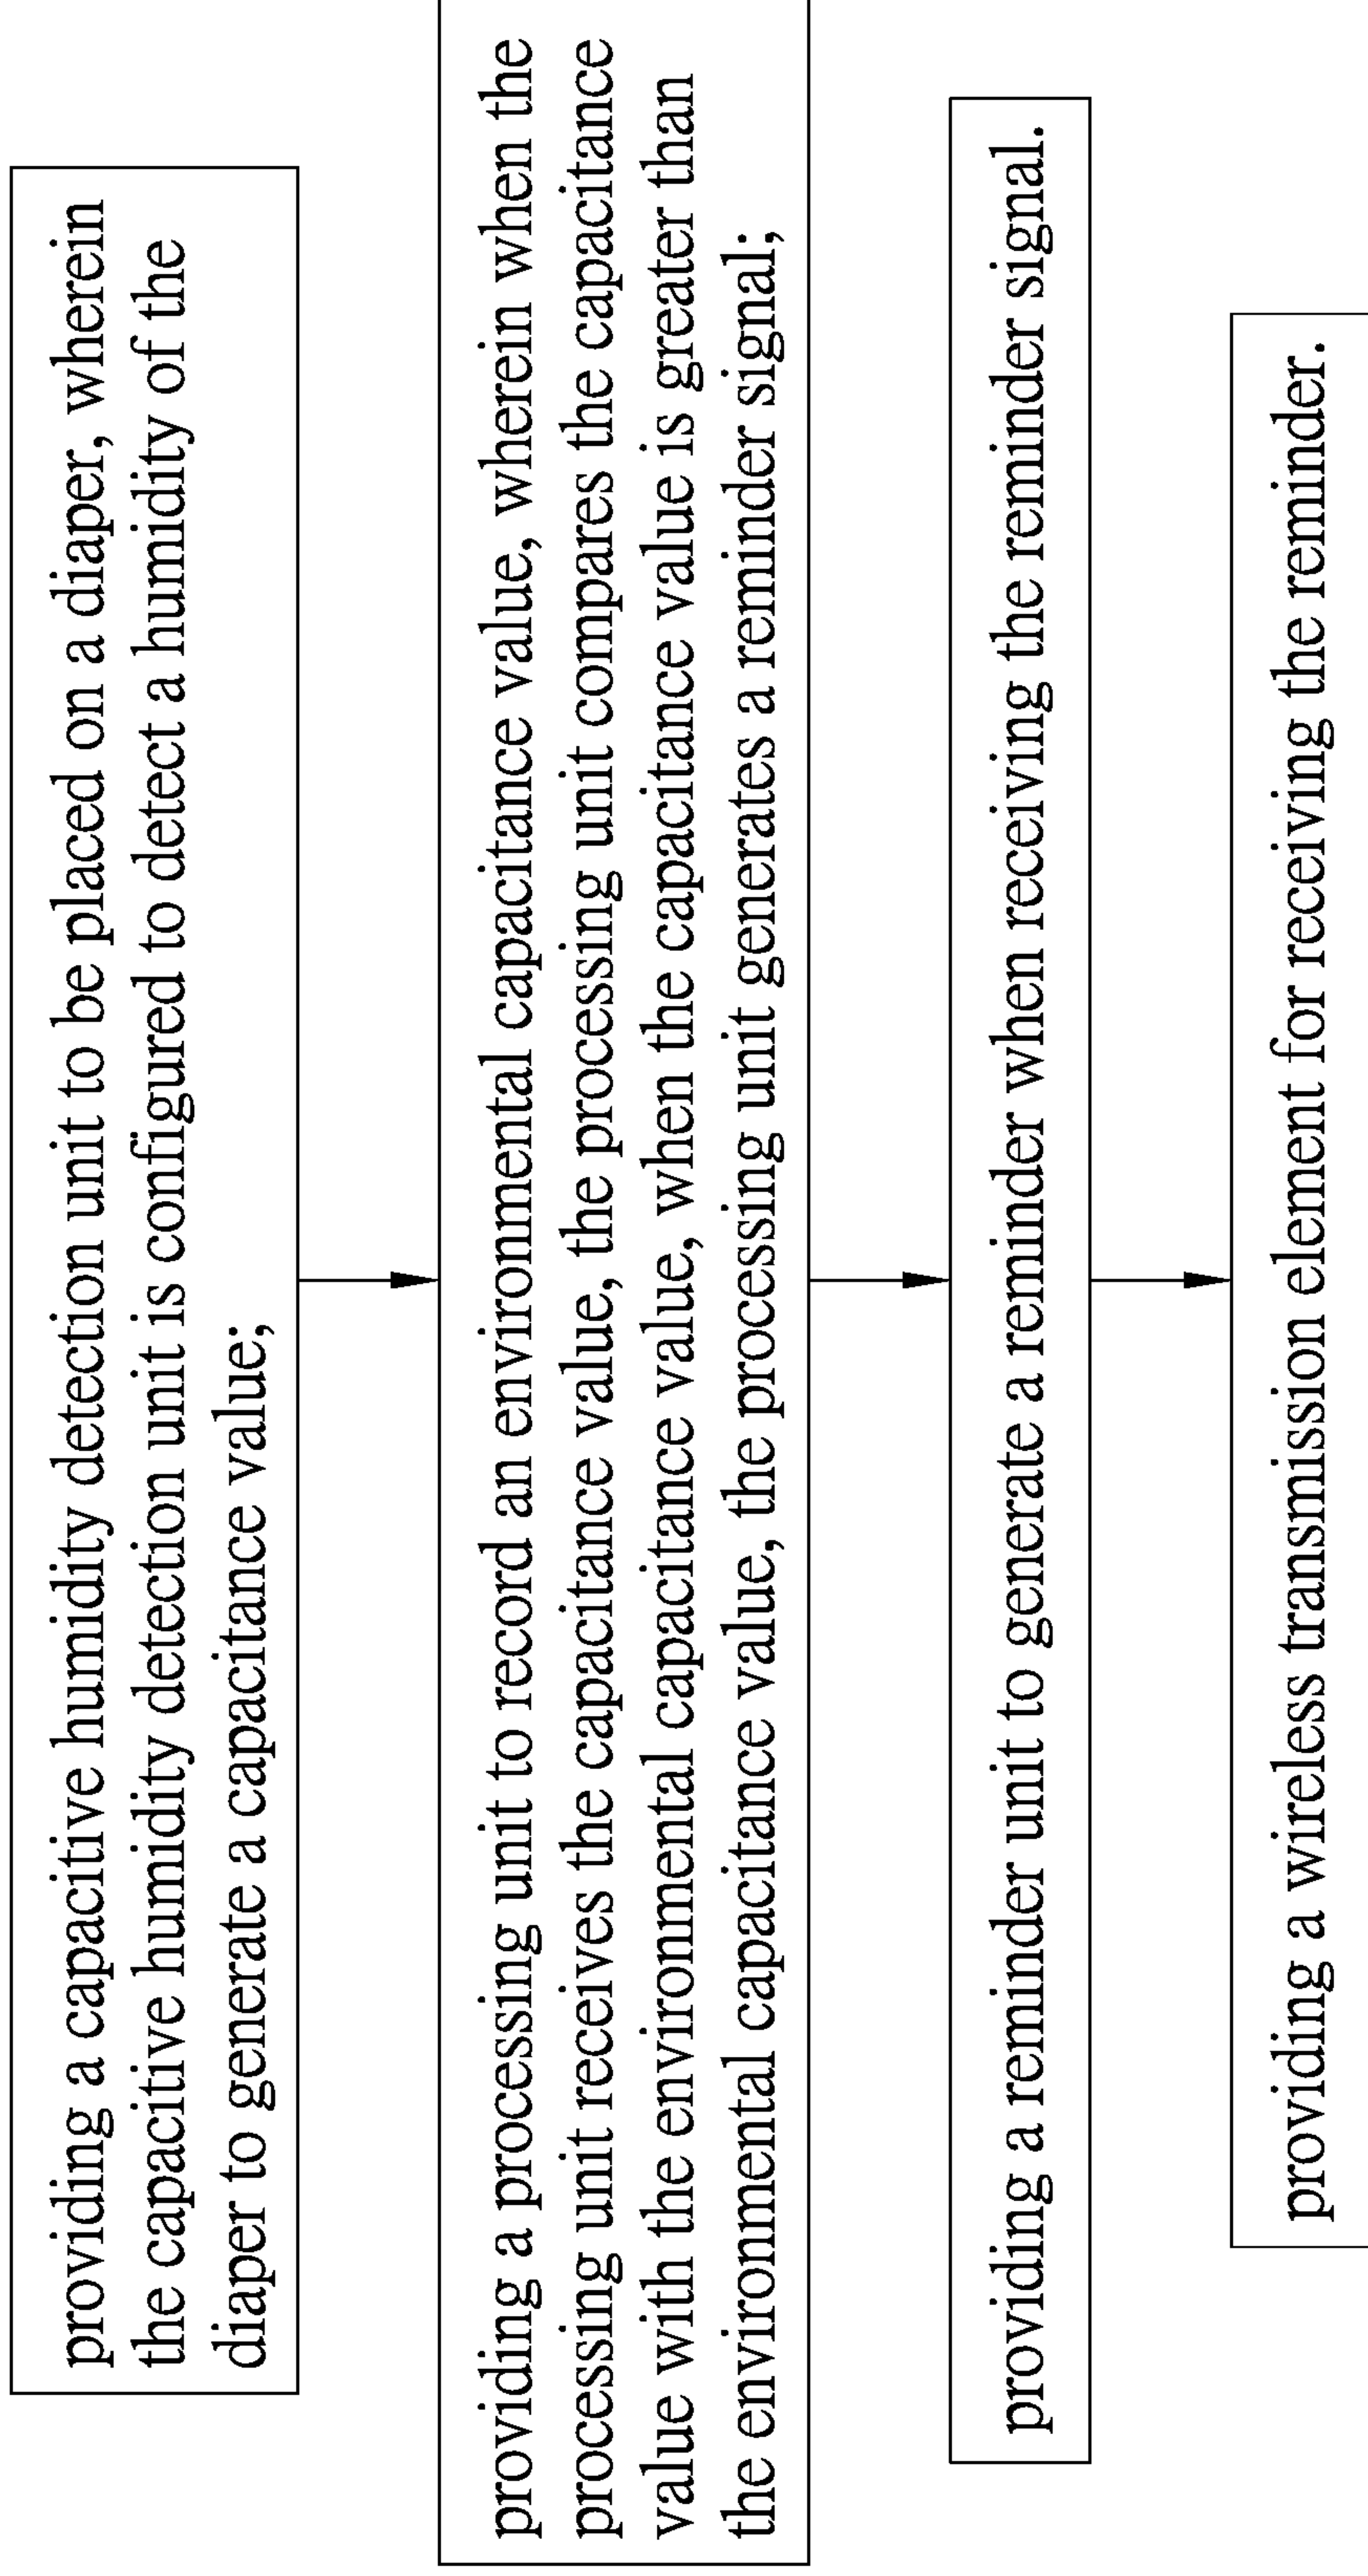 providing a capacitive humidity detection unit to be placed on a diaper, wherein
the capacitive humidity detection unit is configured to detect a humidity of the
diaper to generate a capacitance value;
providing a processing unit to record an environmental capacitance value, wherein when the
processing unit receives the capacitance value, the processing unit compares the capacitance
value with the environmental capacitance value, when the capacitance value is greater than
the environmental capacitance value, the processing unit generates a reminder signal;
providing a reminder unit to generate a reminder when receiving the reminder signal.
providing a wireless transmission element for receiving the reminder.